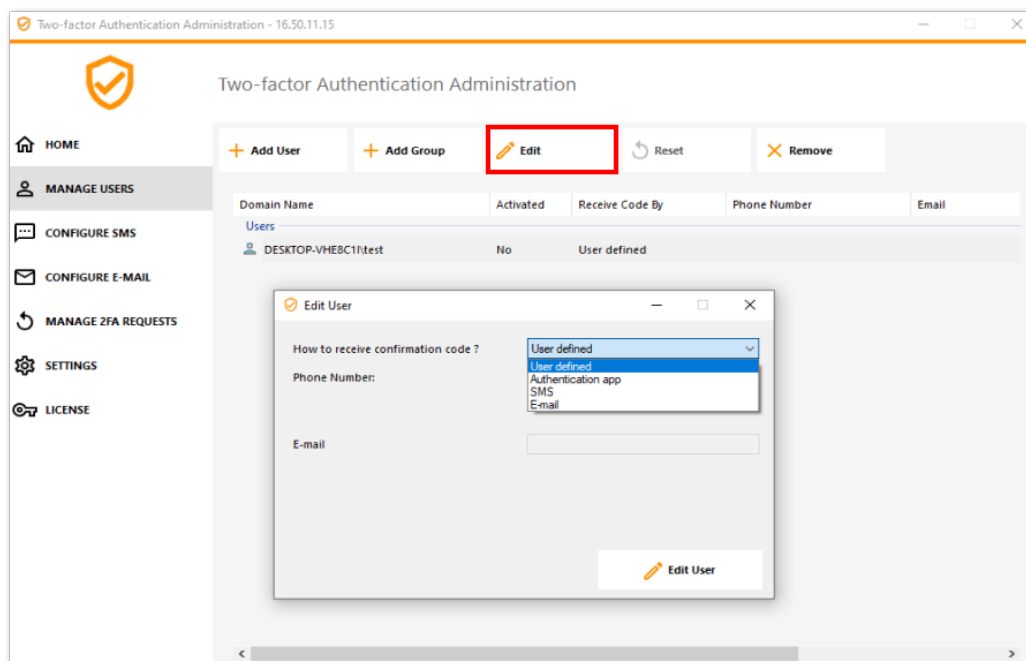 Two-factor Authentication Administration - 16.50.11.15
Two-factor Authentication Administration
HOME
MANAGE USERS
CONFIGURE SMS
CONFIGURE E-MAIL
MANAGE 2FA REQUESTS
SETTINGS
LICENSE
Add User Add Group Edit Reset Remove
Domain Name Activated Receive Code By Phone Number Email
Users
DESKTOP-VHE8C1I\test No User defined
Edit User
How to receive confirmation code ? User defined
User defined
Authentication app
SMS
E-mail
Phone Number:
E-mail
Edit User